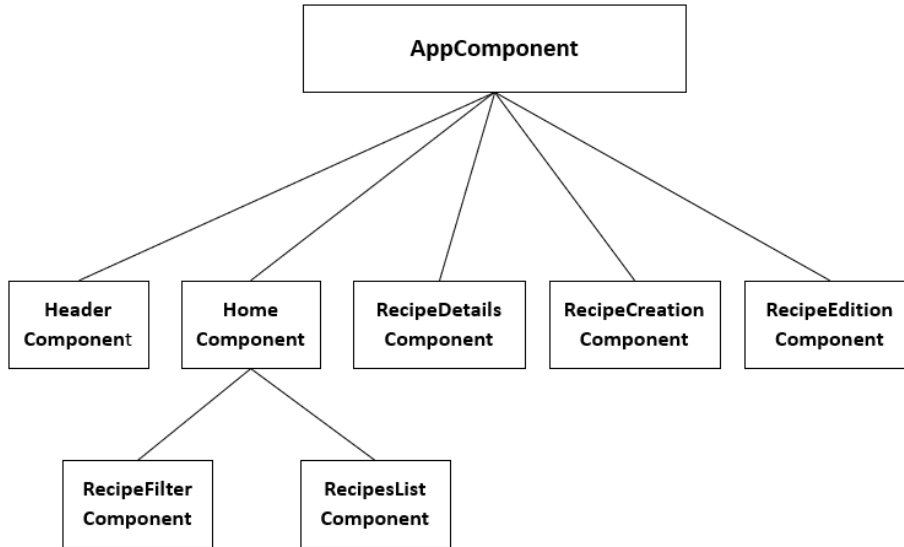 AppComponent
Header
Component
Home
Component
RecipeDetails
Component
RecipeCreation
Component
RecipeEdition
Component
RecipeFilter
Component
RecipesList
Component